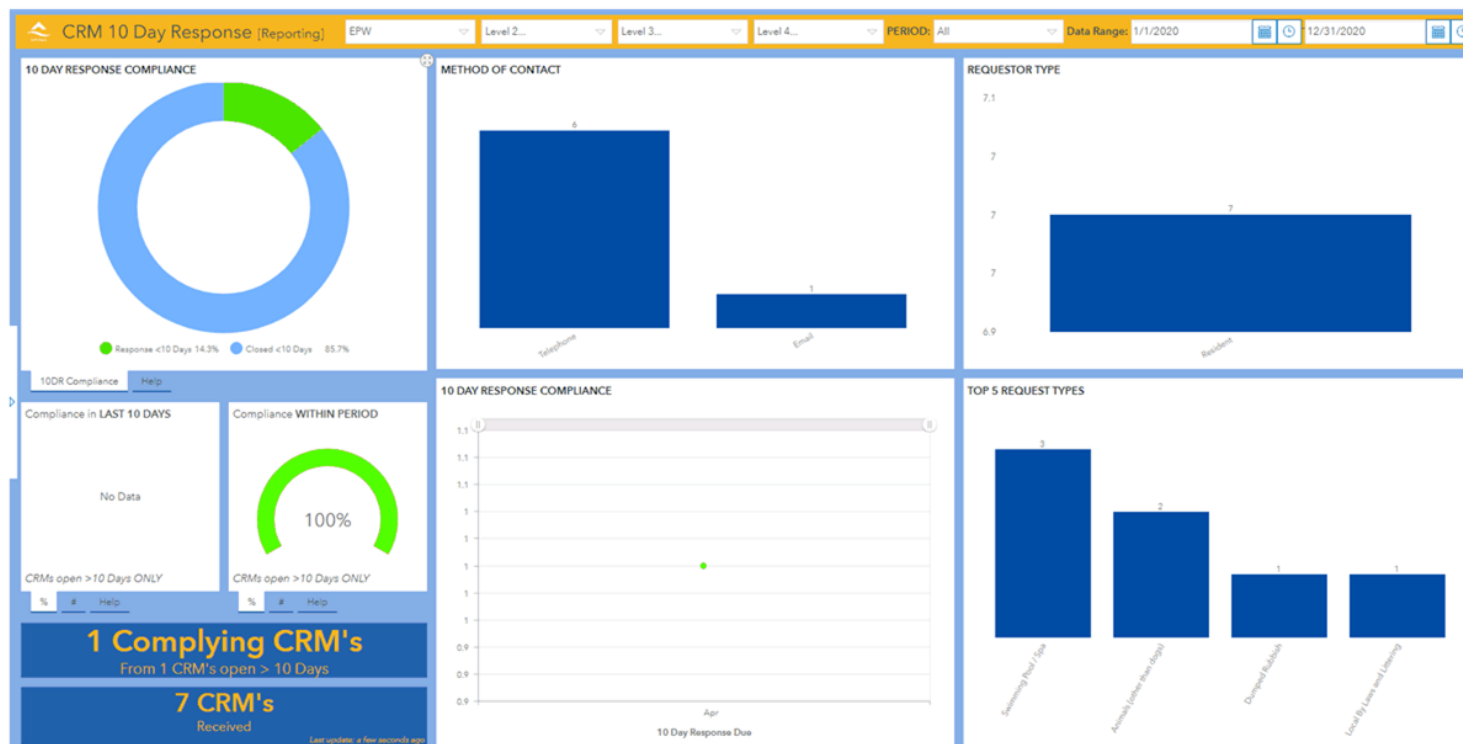 CRM 10 Day Response [Reporting]
EPW
Level 2...
Level 3...
Level 4...
PERIOD: All
Data Range: 1/1/2020
12/31/2020
10 DAY RESPONSE COMPLIANCE
Response <10 Days 14.3%
Closed <10 Days 85.7%
10DR Compliance
Help
METHOD OF CONTACT
6
1
Telephone
Email
REQUESTOR TYPE
7.1
7
7
7
6.9
7
Resident
Compliance in LAST 10 DAYS
No Data
CRMs open >10 Days ONLY
% # Help
Compliance WITHIN PERIOD
100%
CRMs open >10 Days ONLY
% # Help
1 Complying CRM's
From 1 CRM's open > 10 Days
7 CRM's
Received
Last update: a few seconds ago
10 DAY RESPONSE COMPLIANCE
1.1
1.1
1.1
1
1
1
1
1
0.9
0.9
0.9
Apr
10 Day Response Due
TOP 5 REQUEST TYPES
3
2
1
1
Swimming Pool / Spa
Animals (other than dogs)
Dumped Rubbish
Local By Laws and Littering